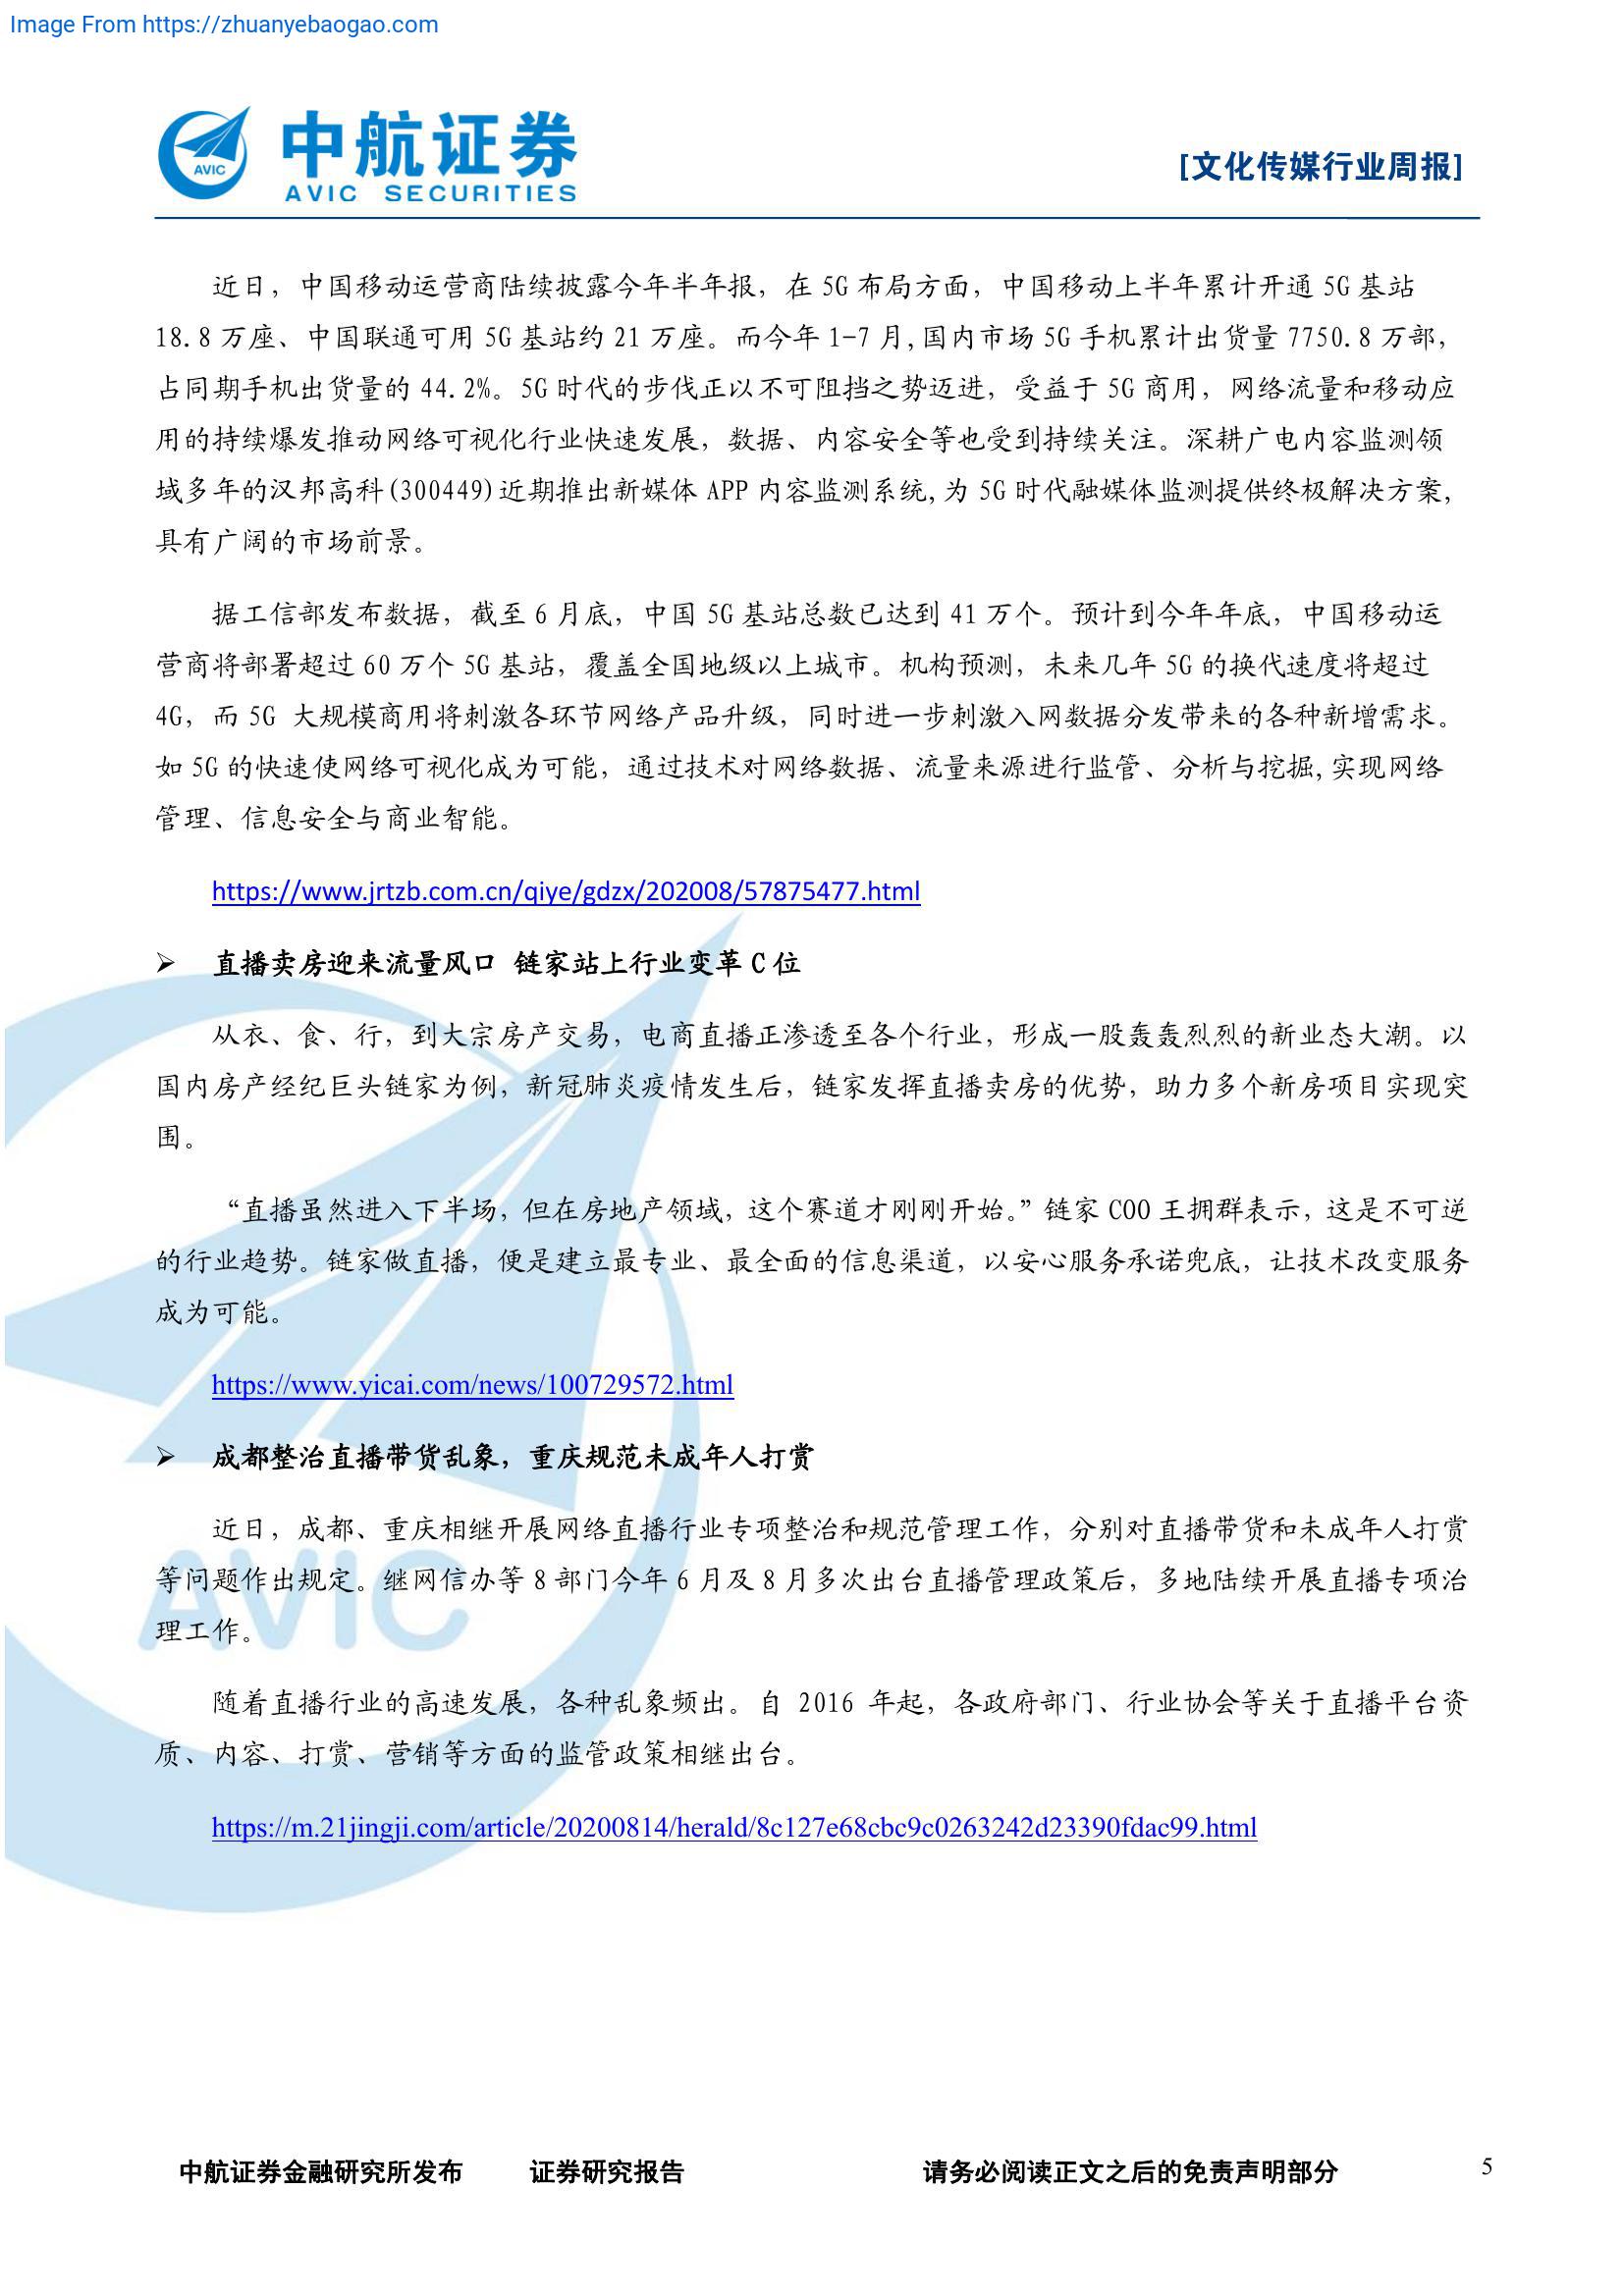 Image From https://zhuanyebaogao.com
AVIC
中航证券
AVIC SECURITIES
[文化传媒行业周报]
近日，中国移动运营商陆续披露今年半年报，在 5G 布局方面，中国移动上半年累计开通 5G 基站
18.8 万座、中国联通可用 5G 基站约 21 万座。而今年 1-7 月,国内市场 5G 手机累计出货量 7750.8 万部，
占同期手机出货量的 44.2%。5G 时代的步伐正以不可阻挡之势迈进，受益于 5G 商用，网络流量和移动应
用的持续爆发推动网络可视化行业快速发展，数据、内容安全等也受到持续关注。深耕广电内容监测领
域多年的汉邦高科(300449)近期推出新媒体 APP 内容监测系统,为 5G 时代融媒体监测提供终极解决方案,
具有广阔的市场前景。
据工信部发布数据，截至 6 月底，中国 5G 基站总数已达到 41 万个。预计到今年年底，中国移动运
营商将部署超过 60 万个 5G 基站，覆盖全国地级以上城市。机构预测，未来几年 5G 的换代速度将超过
4G，而 5G 大规模商用将刺激各环节网络产品升级，同时进一步刺激入网数据分发带来的各种新增需求。
如 5G 的快速使网络可视化成为可能，通过技术对网络数据、流量来源进行监管、分析与挖掘,实现网络
管理、信息安全与商业智能。
https://www.jrtzb.com.cn/qiye/gdzx/202008/57875477.html
➢ 直播卖房迎来流量风口 链家站上行业变革 C 位
从衣、食、行，到大宗房产交易，电商直播正渗透至各个行业，形成一股轰轰烈烈的新业态大潮。以
国内房产经纪巨头链家为例，新冠肺炎疫情发生后，链家发挥直播卖房的优势，助力多个新房项目实现突
围。
“直播虽然进入下半场，但在房地产领域，这个赛道才刚刚开始。”链家 COO 王拥群表示，这是不可逆
的行业趋势。链家做直播，便是建立最专业、最全面的信息渠道，以安心服务承诺兜底，让技术改变服务
成为可能。
https://www.yicai.com/news/100729572.html
➢ 成都整治直播带货乱象，重庆规范未成年人打赏
近日，成都、重庆相继开展网络直播行业专项整治和规范管理工作，分别对直播带货和未成年人打赏
等问题作出规定。继网信办等 8 部门今年 6 月及 8 月多次出台直播管理政策后，多地陆续开展直播专项治
理工作。
随着直播行业的高速发展，各种乱象频出。自 2016 年起，各政府部门、行业协会等关于直播平台资
质、内容、打赏、营销等方面的监管政策相继出台。
https://m.21jingji.com/article/20200814/herald/8c127e68cbc9c0263242d23390fdac99.html
AVIC
中航证券金融研究所发布 证券研究报告 请务必阅读正文之后的免责声明部分 5